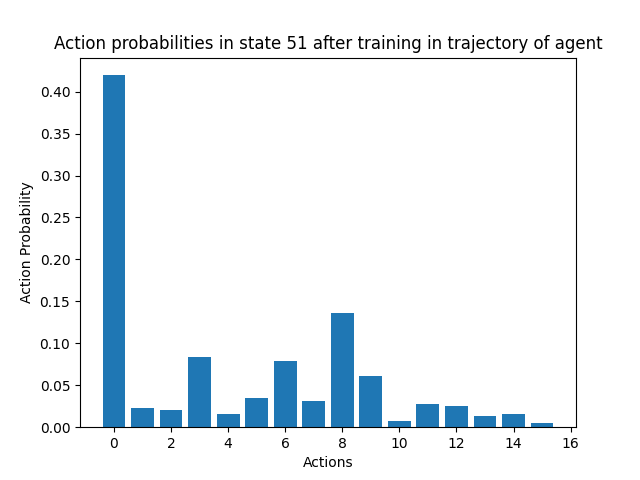 Action probabilities in state 51 after training in trajectory of agent
0.40
0.35
0.30
0.25
0.20
0.15
0.10
0.05
0.00
Action Probability
0 2 4 6 8 10 12 14 16
Actions